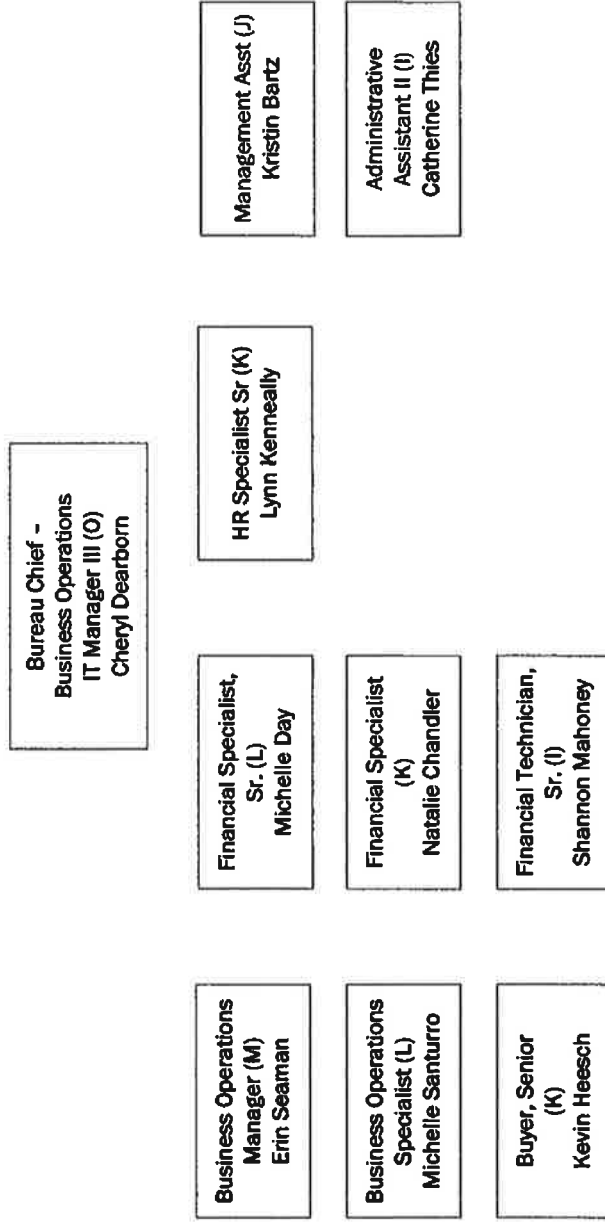 Bureau Chief –
Business Operations
IT Manager III (O)
Cheryl Dearborn
Business Operations
Manager (M)
Erin Seaman
Financial Specialist,
Sr. (L)
Michelle Day
HR Specialist Sr (K)
Lynn Kenneally
Management Asst (J)
Kristin Bartz
Business Operations
Specialist (L)
Michelle Santurro
Financial Specialist
(K)
Natalie Chandler
Administrative
Assistant II (I)
Catherine Thies
Buyer, Senior
(K)
Kevin Heesch
Financial Technician,
Sr. (I)
Shannon Mahoney